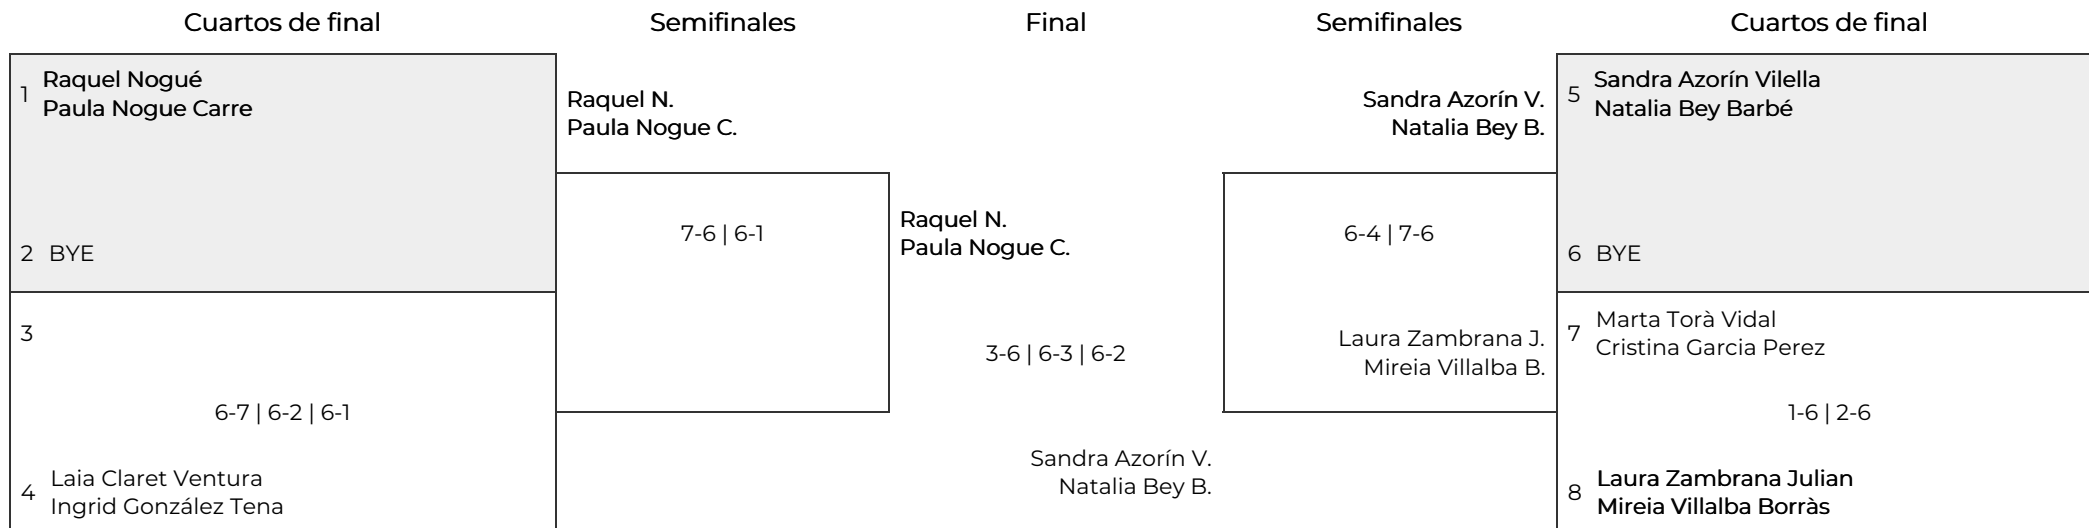 Cuartos de final
Semifinales
Final
Semifinales
Cuartos de final
1
Raquel Nogué
Paula Nogue Carre
2 BYE
3
6-7 | 6-2 | 6-1
4
Laia Claret Ventura
Ingrid González Tena
Raquel N.
Paula Nogue C.
7-6 | 6-1
Raquel N.
Paula Nogue C.
3-6 | 6-3 | 6-2
Sandra Azorín V.
Natalia Bey B.
Sandra Azorín V.
Natalia Bey B.
6-4 | 7-6
Laura Zambrana J.
Mireia Villalba B.
5
Sandra Azorín Vilella
Natalia Bey Barbé
6 BYE
7
Marta Torà Vidal
Cristina Garcia Perez
1-6 | 2-6
8
Laura Zambrana Julian
Mireia Villalba Borràs